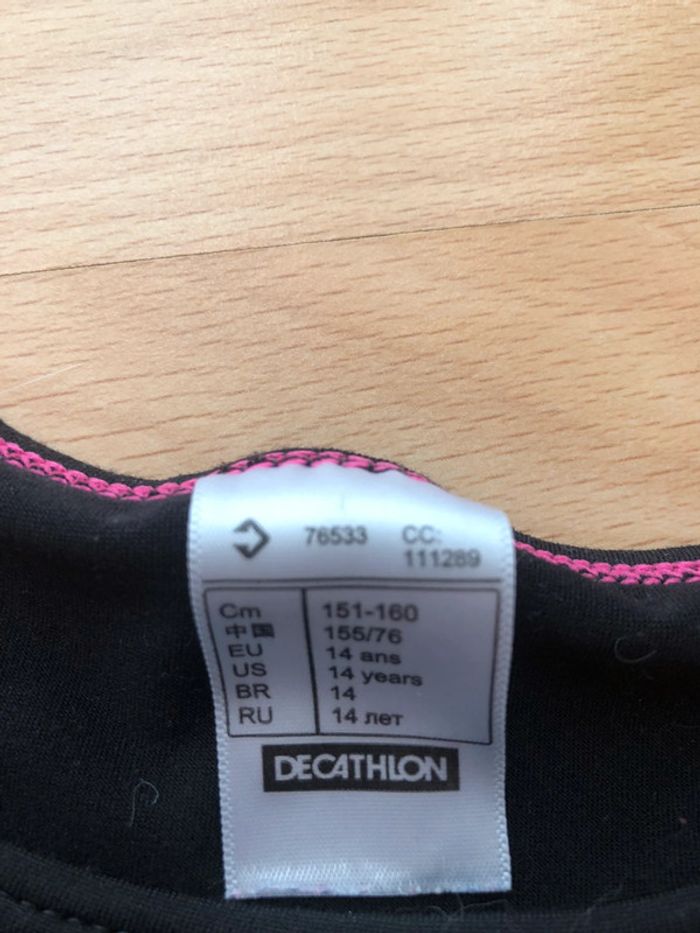 76533 CC:
111289
Cm 151-160
中国 155/76
EU 14 ans
US 14 years
BR 14
RU 14 лет
DECATHLON